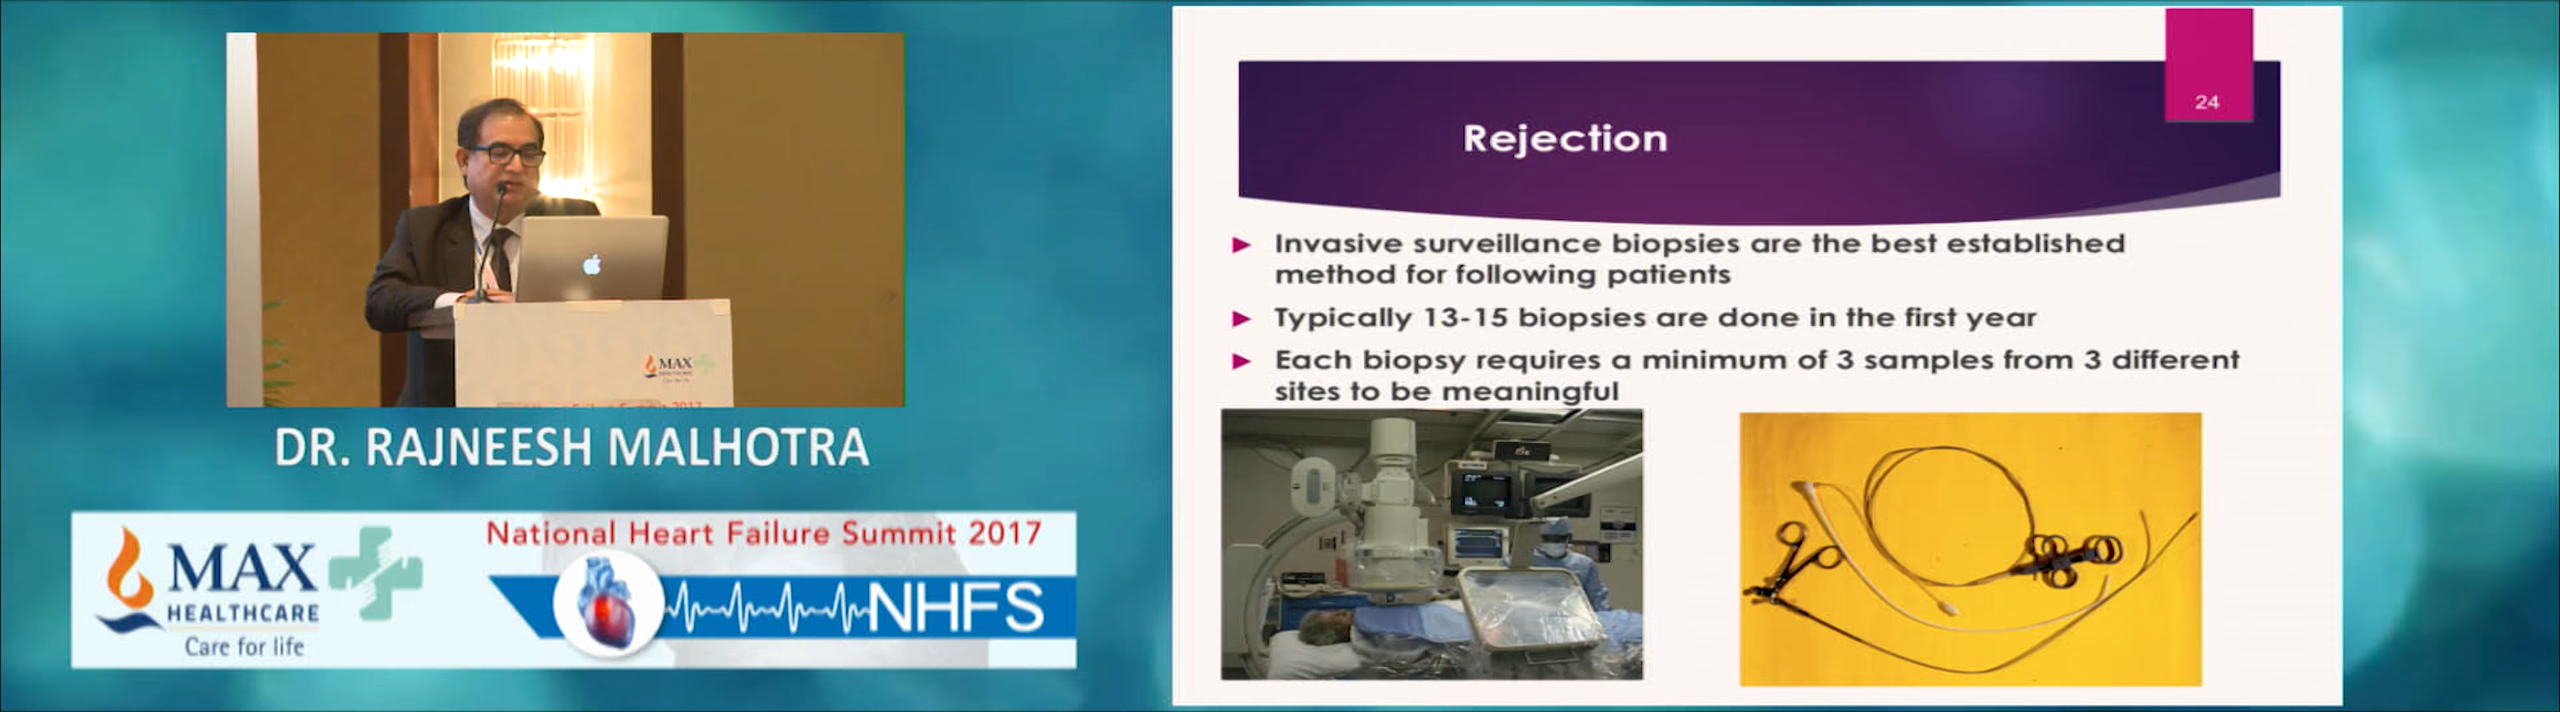 MAX
DR. RAJNEESH MALHOTRA
MAX
HEALTHCARE
Care for life
National Heart Failure Summit 2017
NHFS
24
Rejection
Invasive surveillance biopsies are the best established
method for following patients
Typically 13-15 biopsies are done in the first year
Each biopsy requires a minimum of 3 samples from 3 different
sites to be meaningful